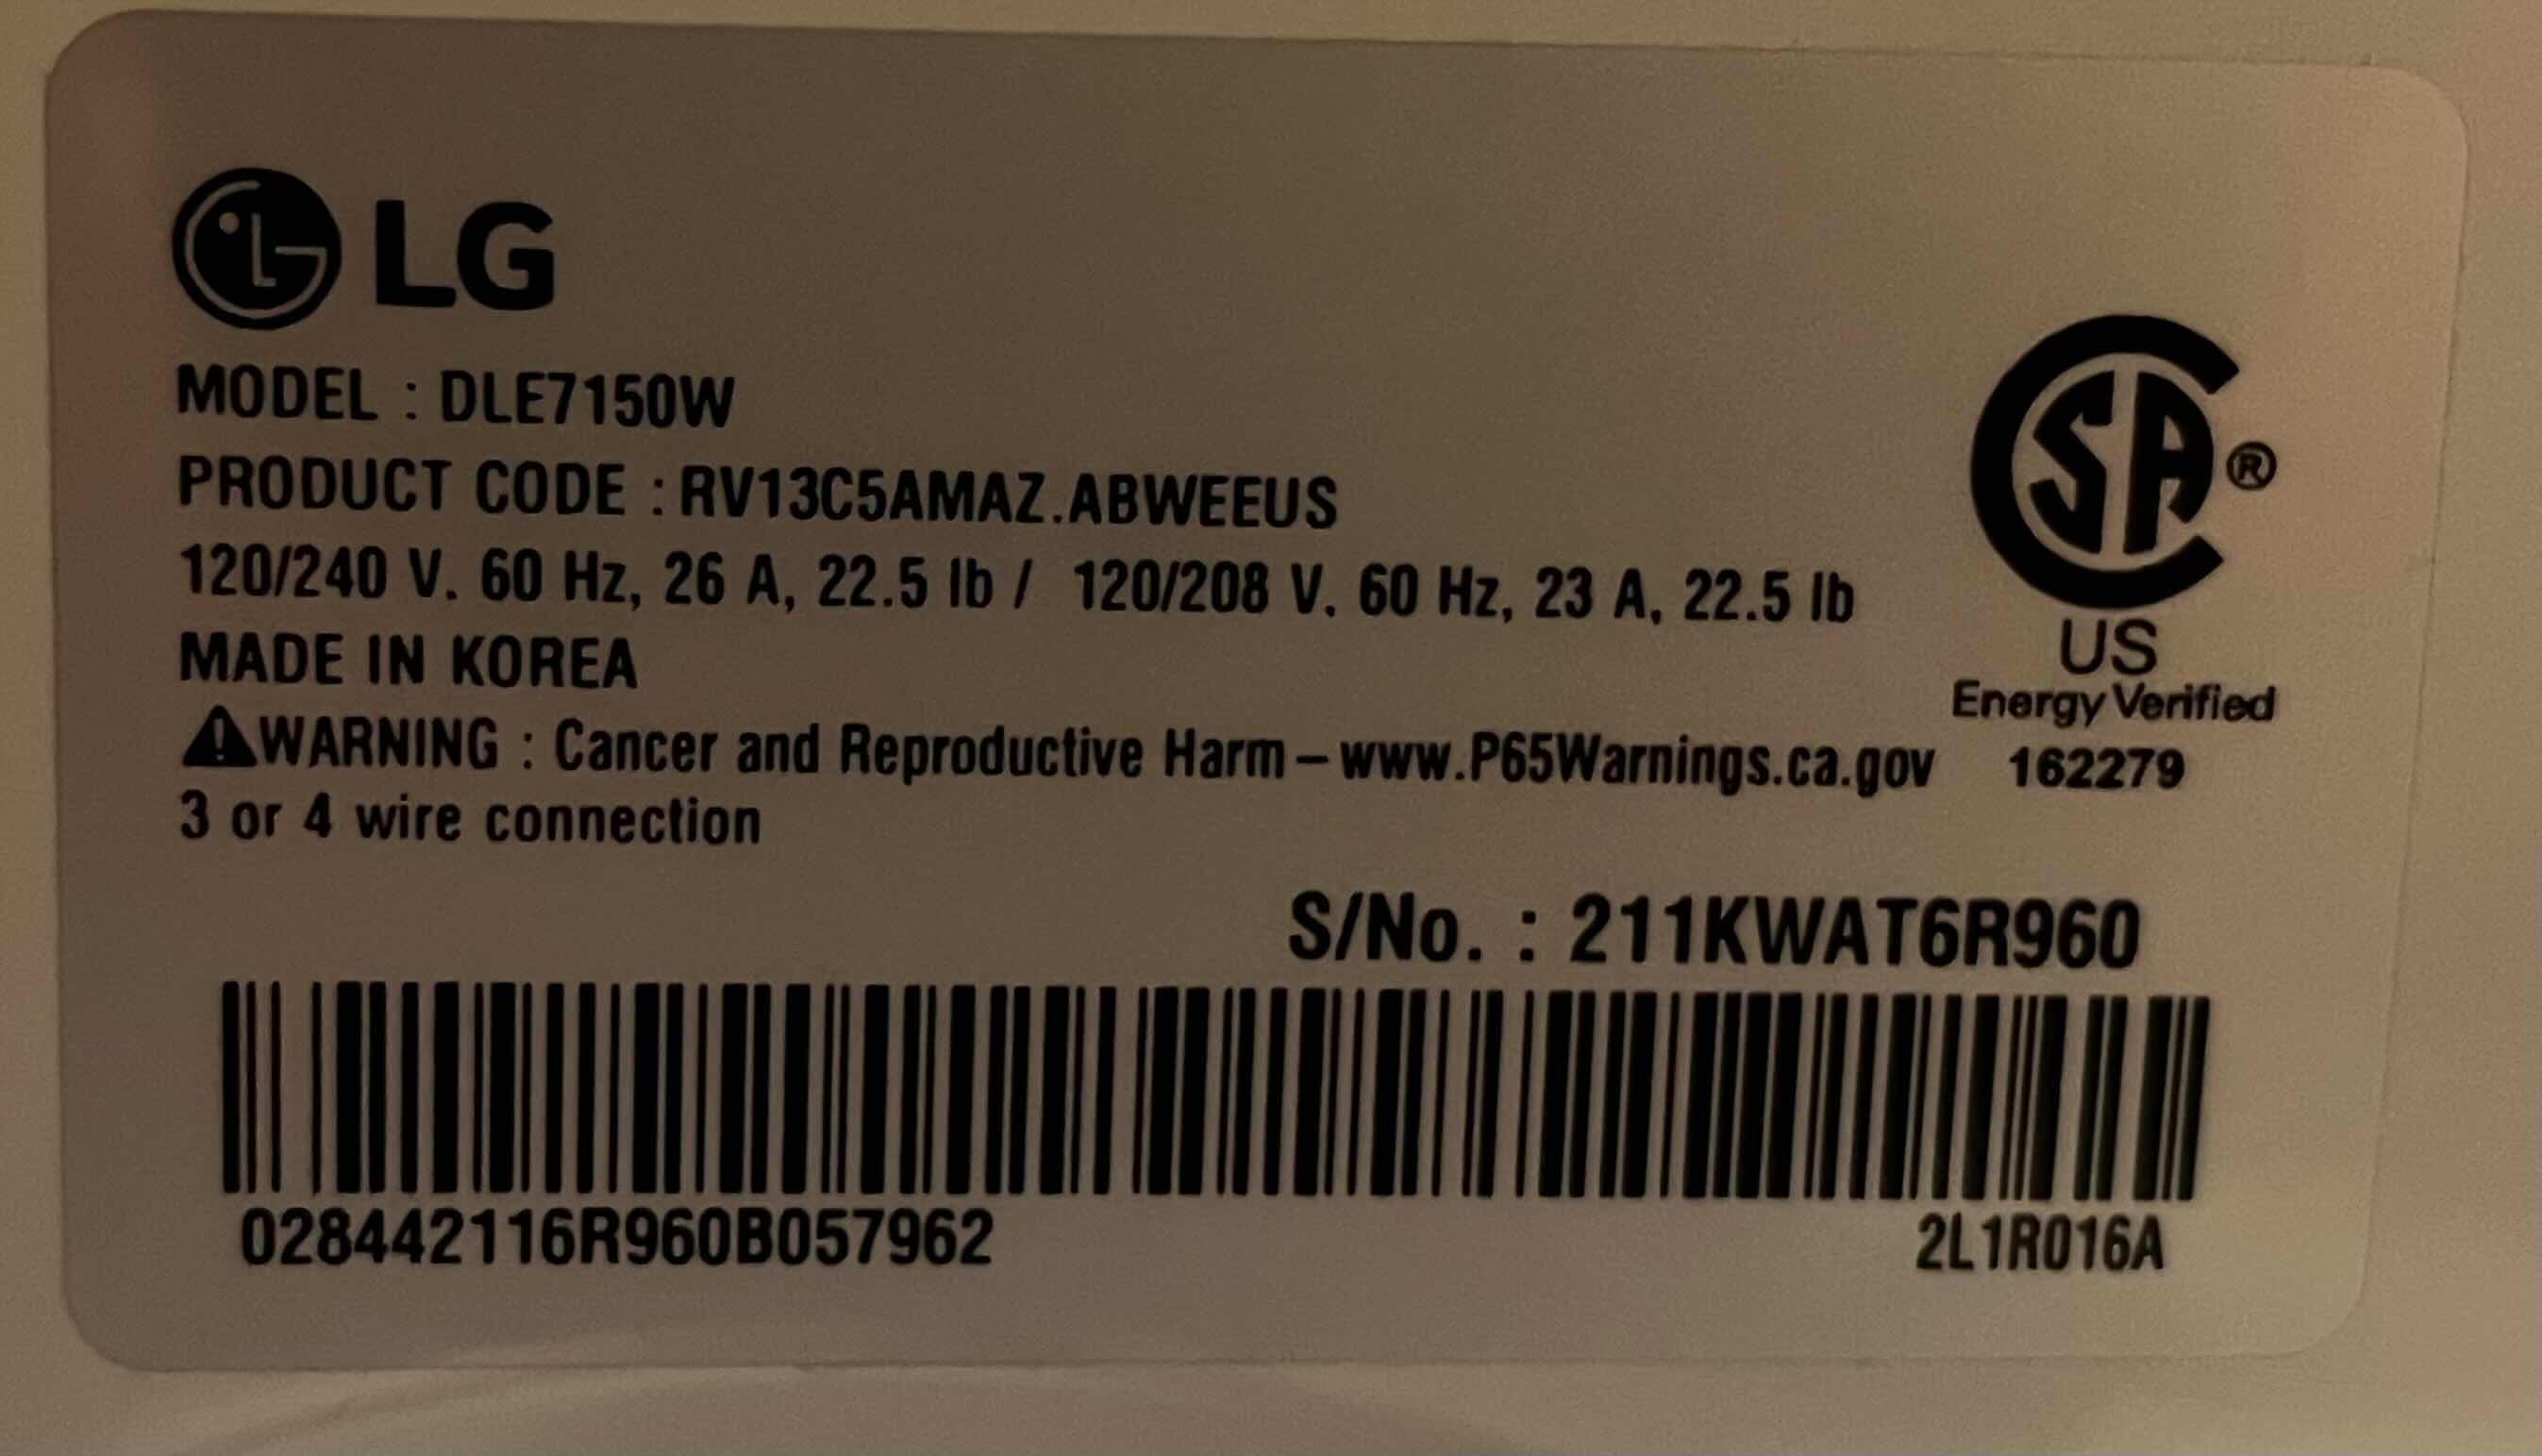 LG
MODEL : DLE7150W
PRODUCT CODE : RV13C5AMAZ.ABWEEUS
120/240 V. 60 Hz, 26 A, 22.5 lb / 120/208 V. 60 Hz, 23 A, 22.5 lb
MADE IN KOREA
⚠WARNING : Cancer and Reproductive Harm – www.P65Warnings.ca.gov
3 or 4 wire connection
CSA®
US
Energy Verified
162279
S/No. : 211KWAT6R960
028442116R960B057962
2L1R016A